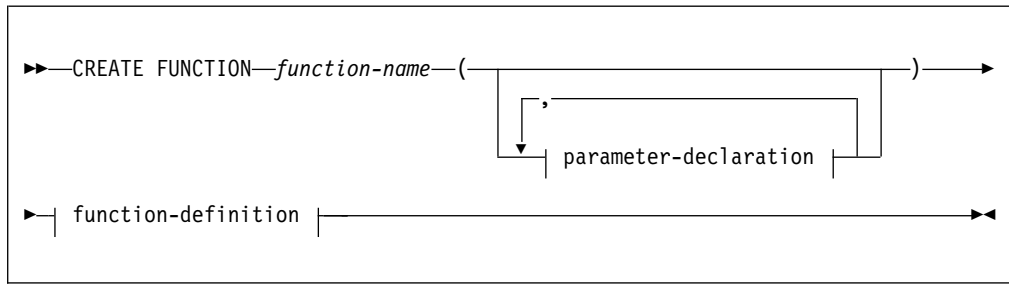 CREATE FUNCTION function-name ( )
,
parameter-declaration
function-definition